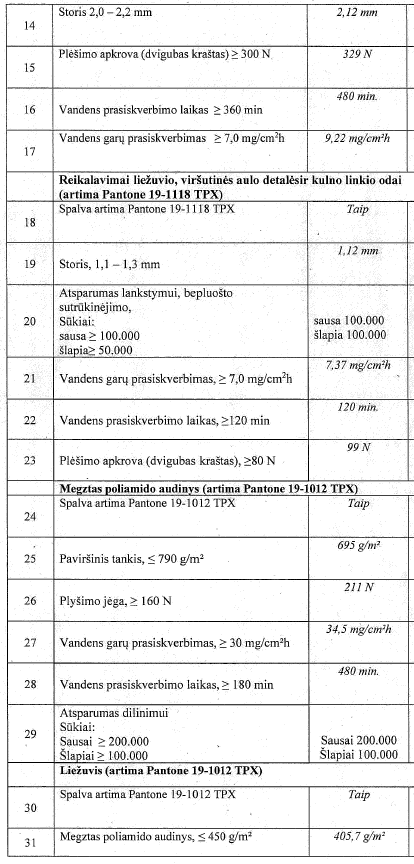 14
Storis 2,0 – 2,2 mm
2,12 mm
15
Plėšimo apkrova (dvigubas kraštas) ≥ 300 N
329 N
16
Vandens prasiskverbimo laikas ≥ 360 min
480 min.
17
Vandens garų prasiskverbimas ≥ 7,0 mg/cm²h
9,22 mg/cm²h
Reikalavimai liežuvio, viršutinės aulo detalėsir kulno linkio odai
(artima Pantone 19-1118 TPX)
18
Spalva artima Pantone 19-1118 TPX
Taip
19
Storis, 1,1 – 1,3 mm
1,12 mm
20
Atsparumas lankstymui, bepluošto
sutrūkinėjimo,
Sūkiai:
sausa ≥ 100.000
šlapia≥ 50.000
sausa 100.000
šlapia 100.000
21
Vandens garų prasiskverbimas, ≥ 7,0 mg/cm²h
7,37 mg/cm²h
22
Vandens prasiskverbimo laikas, ≥120 min
120 min.
23
Plėšimo apkrova (dvigubas kraštas), ≥80 N
99 N
Megztas poliamido audinys (artima Pantone 19-1012 TPX)
24
Spalva artima Pantone 19-1012 TPX
Taip
25
Paviršinis tankis, ≤ 790 g/m²
695 g/m²
26
Plyšimo jėga, ≥ 160 N
211 N
27
Vandens garų prasiskverbimas, ≥ 30 mg/cm²h
34,5 mg/cm²h
28
Vandens prasiskverbimo laikas, ≥ 180 min
480 min.
29
Atsparumas dilinimui
Sūkiai:
Sausai ≥ 200.000
Šlapiai ≥ 100.000
Sausai 200.000
Šlapiai 100.000
Liežuvis (artima Pantone 19-1012 TPX)
30
Spalva artima Pantone 19-1012 TPX
Taip
31
Megztas poliamido audinys, ≤ 450 g/m²
405,7 g/m²